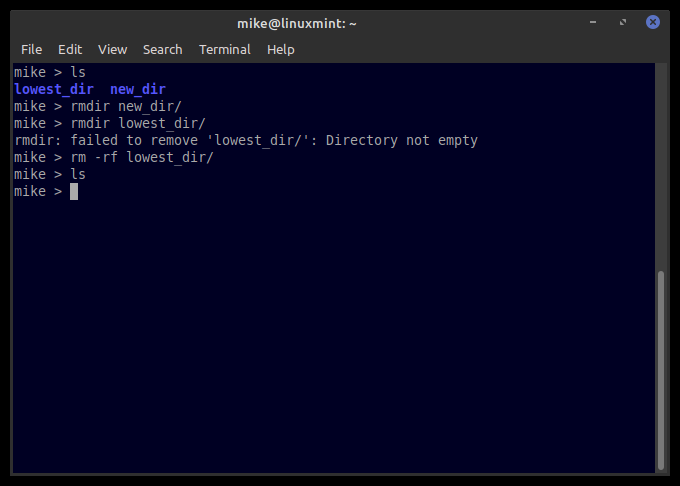 mike@linuxmint: ~
File Edit View Search Terminal Help
mike > ls
lowest_dir  new_dir
mike > rmdir new_dir/
mike > rmdir lowest_dir/
rmdir: failed to remove 'lowest_dir/': Directory not empty
mike > rm -rf lowest_dir/
mike > ls
mike >